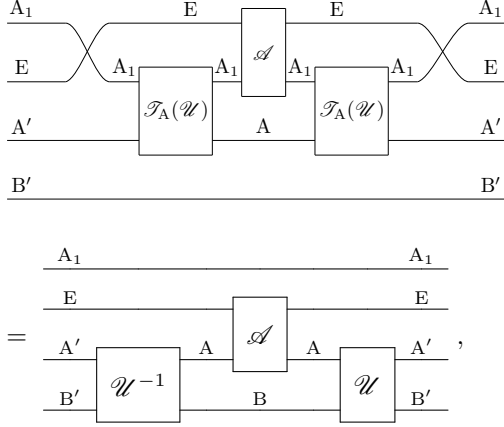 A₁ E E A₁
𝒜
E A₁ A₁ A₁ A₁ E
𝒯_A(𝒰) 𝒯_A(𝒰)
A′ A A′
B′ B′
A₁ A₁
E E
= 𝒜 ,
A′ A A A′
𝒰⁻¹ 𝒰
B′ B B′